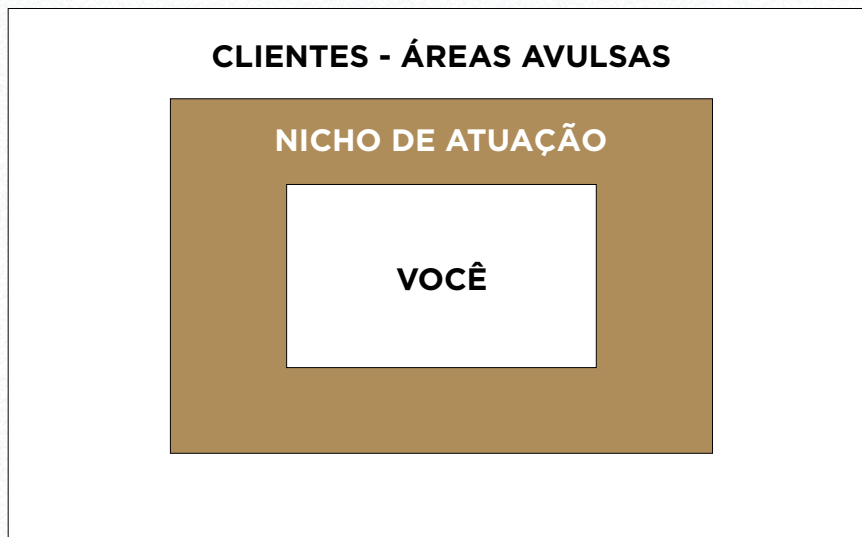 CLIENTES - ÁREAS AVULSAS
NICHO DE ATUAÇÃO
VOCÊ